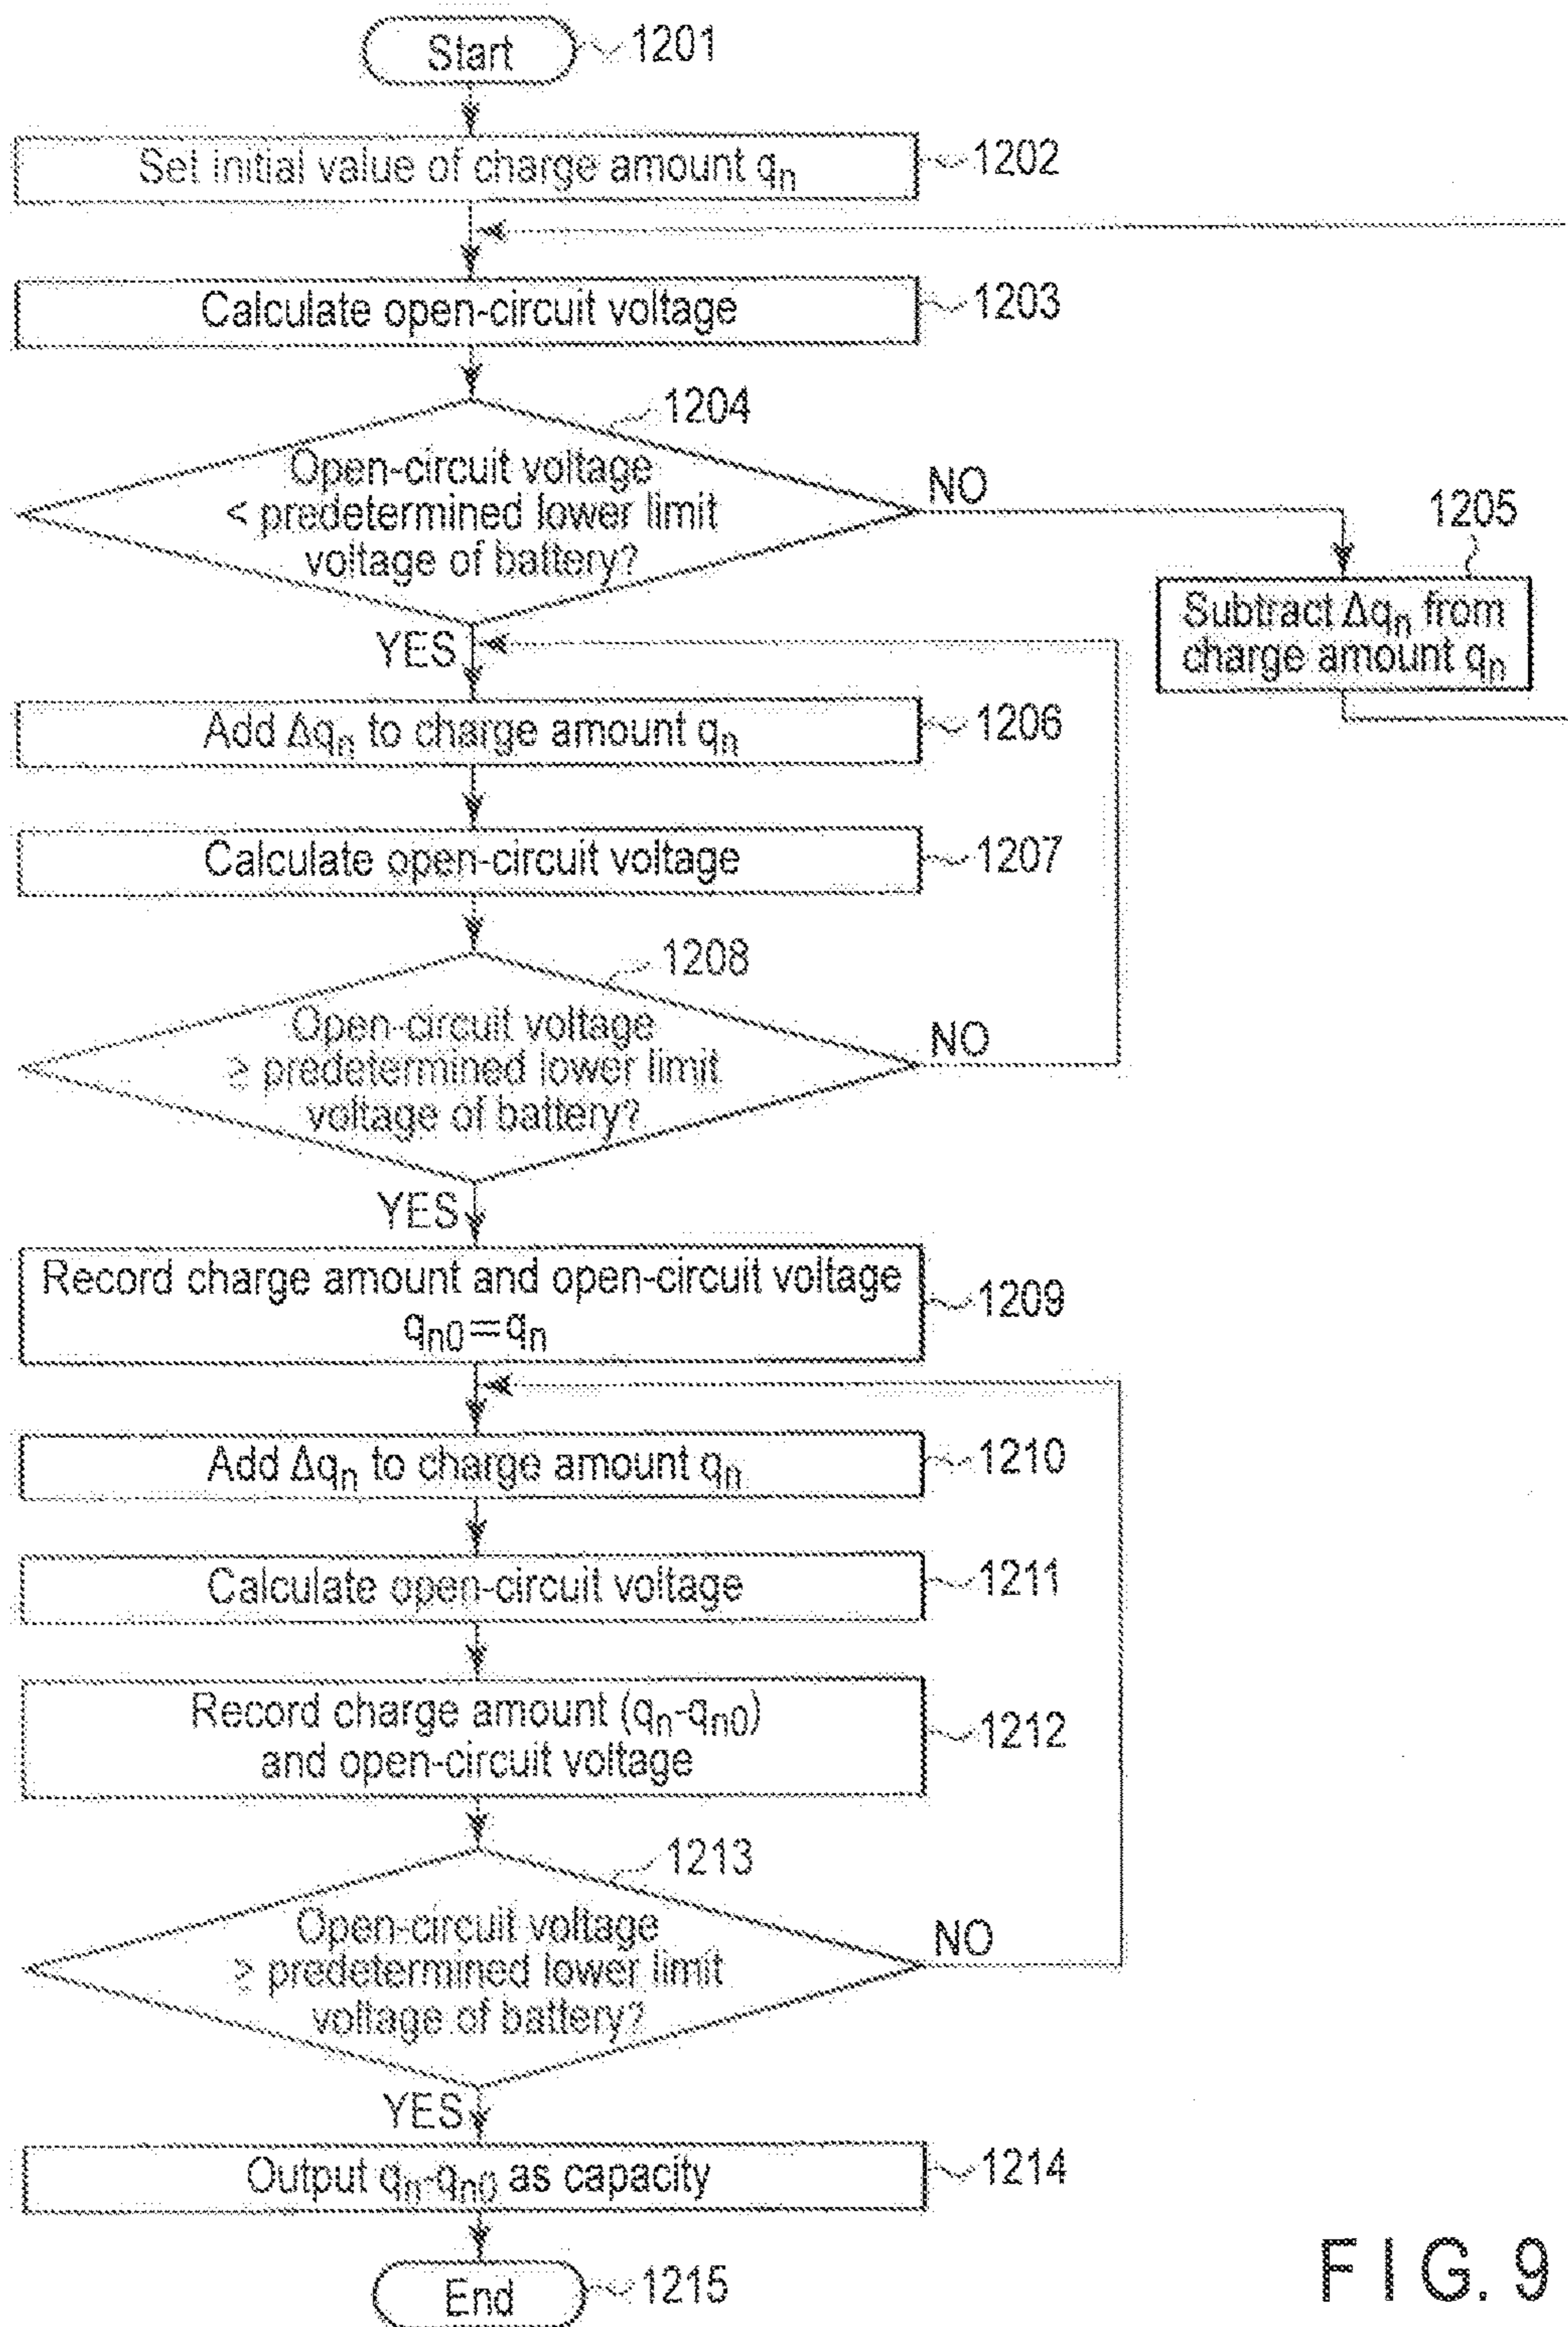 Start
1201
Set initial value of charge amount qn
1202
Calculate open-circuit voltage
1203
1204
Open-circuit voltage
< predetermined lower limit
voltage of battery?
NO
1205
Subtract Δqn from
charge amount qn
YES
Add Δqn to charge amount qn
1206
Calculate open-circuit voltage
1207
1208
Open-circuit voltage
≥ predetermined lower limit
voltage of battery?
NO
YES
Record charge amount and open-circuit voltage
qn0=qn
1209
Add Δqn to charge amount qn
1210
Calculate open-circuit voltage
1211
Record charge amount (qn-qn0)
and open-circuit voltage
1212
1213
Open-circuit voltage
≥ predetermined lower limit
voltage of battery?
NO
YES
Output qn-qn0 as capacity
1214
End
1215
FIG. 9